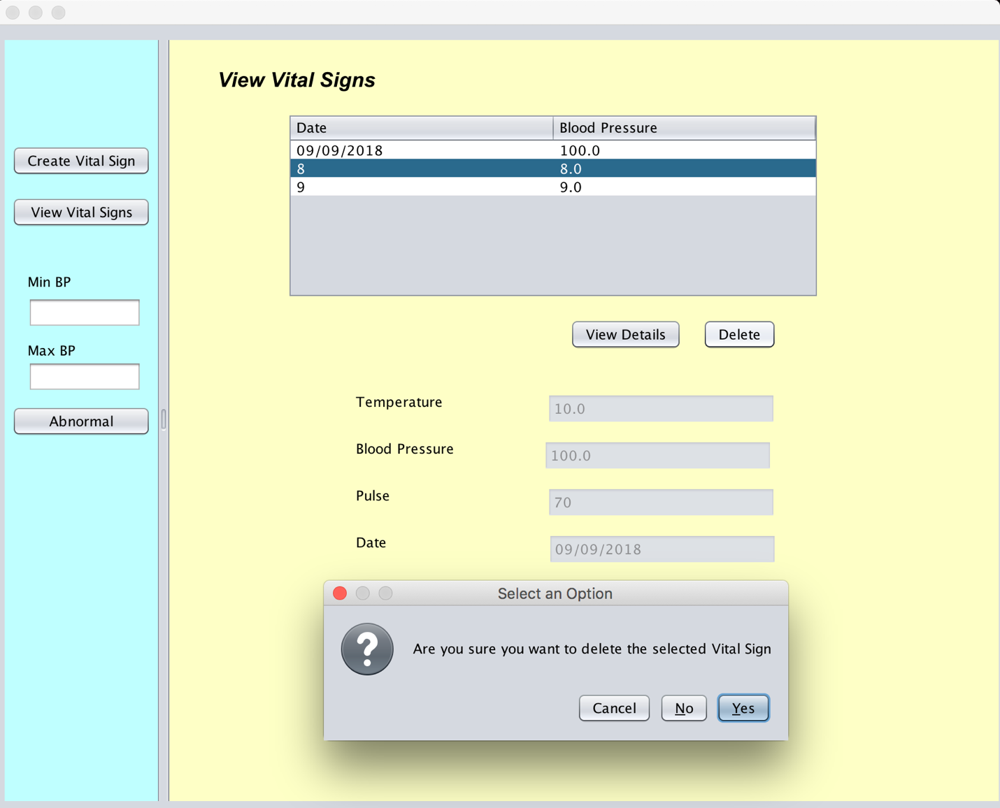 View Vital Signs
Date Blood Pressure
09/09/2018 100.0
8 8.0
9 9.0
Create Vital Sign
View Vital Signs
Min BP
Max BP
Abnormal
View Details Delete
Temperature 10.0
Blood Pressure 100.0
Pulse 70
Date 09/09/2018
Select an Option
?
Are you sure you want to delete the selected Vital Sign
Cancel No Yes